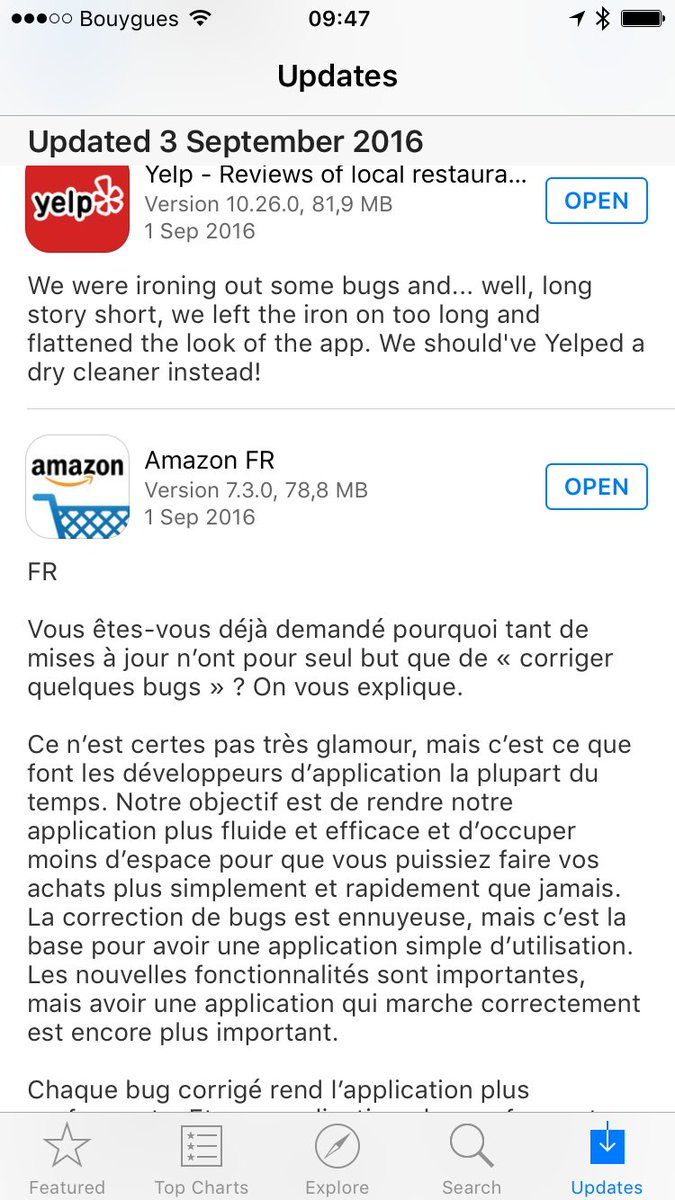 Bouygues 09:47
Updates
Updated 3 September 2016
yelp
Yelp - Reviews of local restaura...
Version 10.26.0, 81,9 MB
1 Sep 2016
OPEN
We were ironing out some bugs and... well, long
story short, we left the iron on too long and
flattened the look of the app. We should've Yelped a
dry cleaner instead!
amazon
Amazon FR
Version 7.3.0, 78,8 MB
1 Sep 2016
OPEN
FR
Vous êtes-vous déjà demandé pourquoi tant de
mises à jour n’ont pour seul but que de « corriger
quelques bugs » ? On vous explique.
Ce n’est certes pas très glamour, mais c’est ce que
font les développeurs d’application la plupart du
temps. Notre objectif est de rendre notre
application plus fluide et efficace et d’occuper
moins d’espace pour que vous puissiez faire vos
achats plus simplement et rapidement que jamais.
La correction de bugs est ennuyeuse, mais c’est la
base pour avoir une application simple d’utilisation.
Les nouvelles fonctionnalités sont importantes,
mais avoir une application qui marche correctement
est encore plus important.
Chaque bug corrigé rend l’application plus
Featured
Top Charts
Explore
Search
Updates